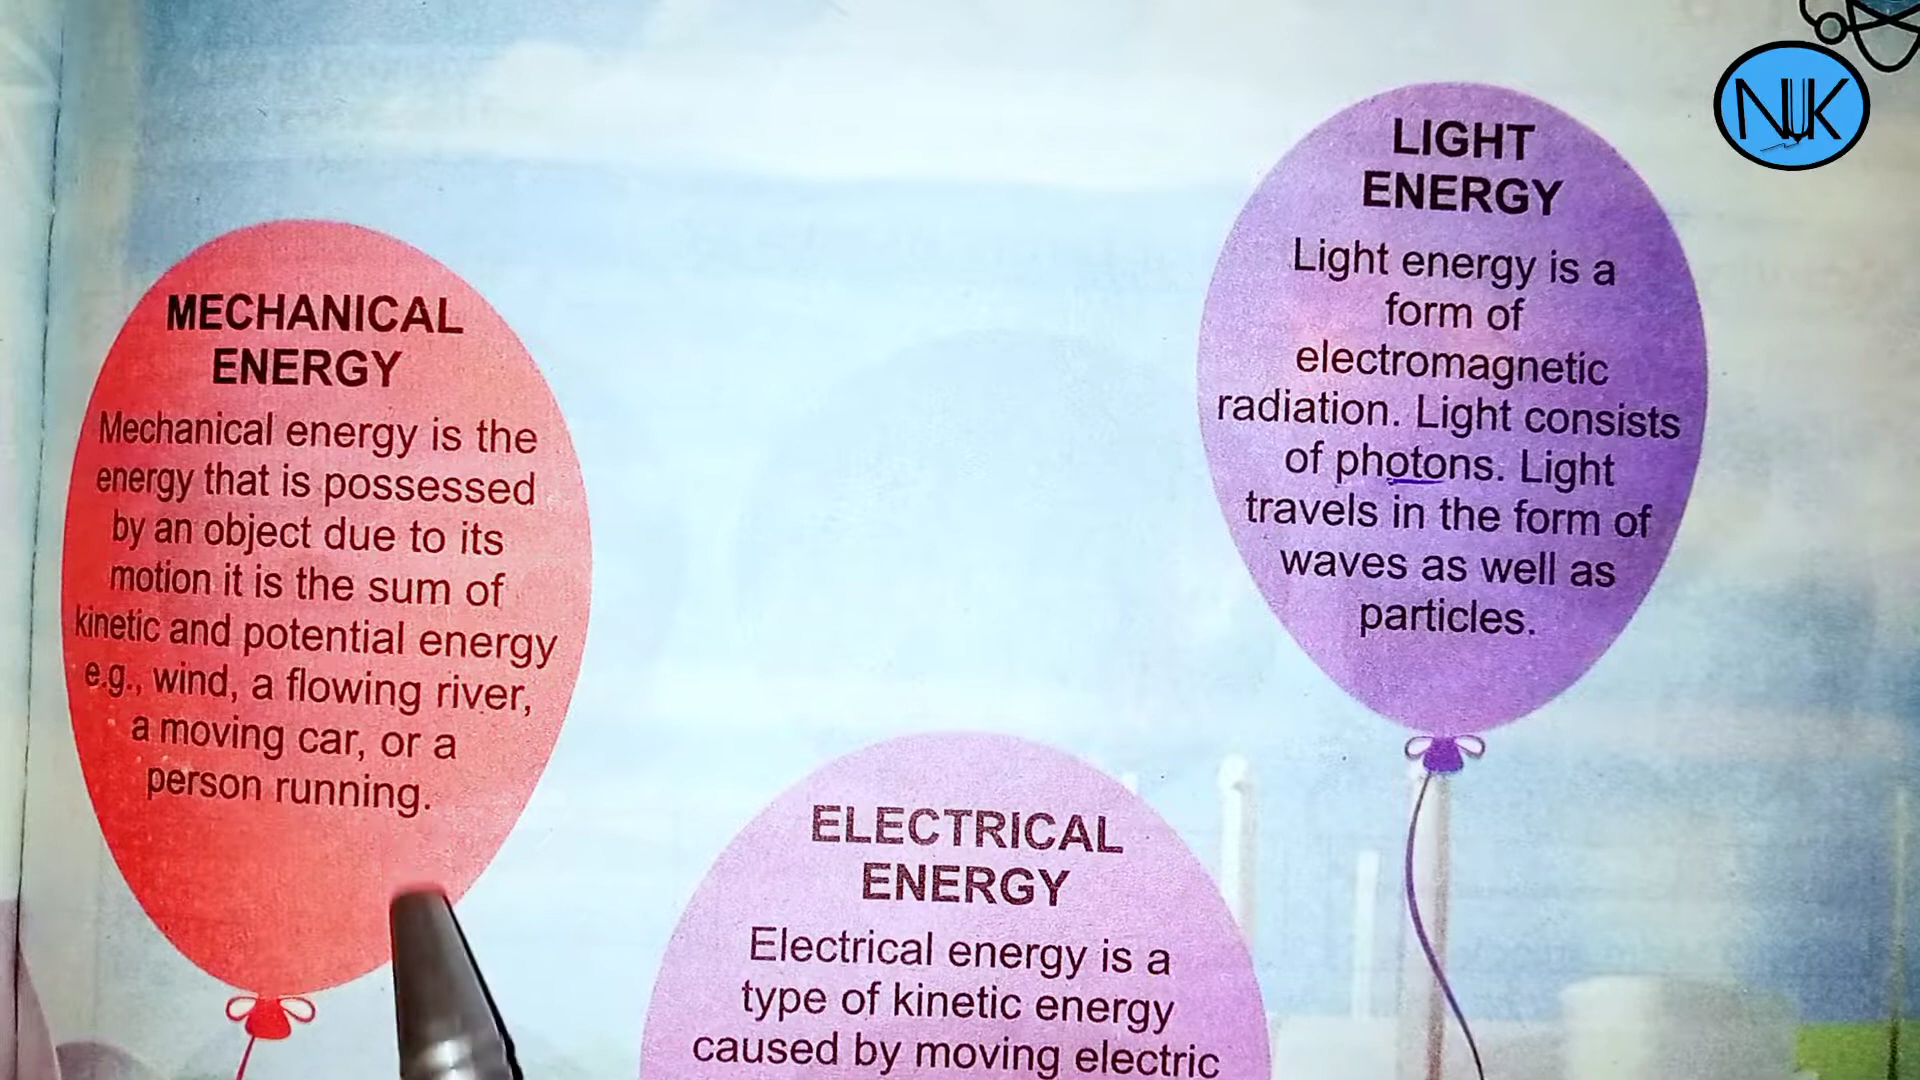 NUK
LIGHT
ENERGY
Light energy is a
form of
electromagnetic
radiation. Light consists
of photons. Light
travels in the form of
waves as well as
particles.
MECHANICAL
ENERGY
Mechanical energy is the
energy that is possessed
by an object due to its
motion it is the sum of
kinetic and potential energy
e.g., wind, a flowing river,
a moving car, or a
person running.
ELECTRICAL
ENERGY
Electrical energy is a
type of kinetic energy
caused by moving electric